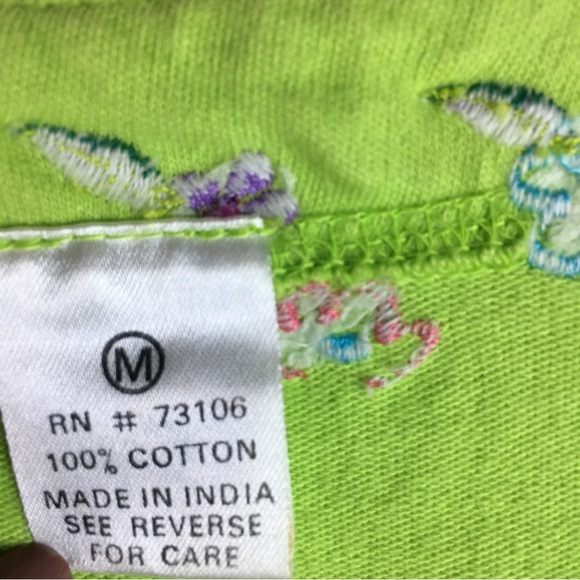 M
RN # 73106
100% COTTON
MADE IN INDIA
SEE REVERSE
FOR CARE